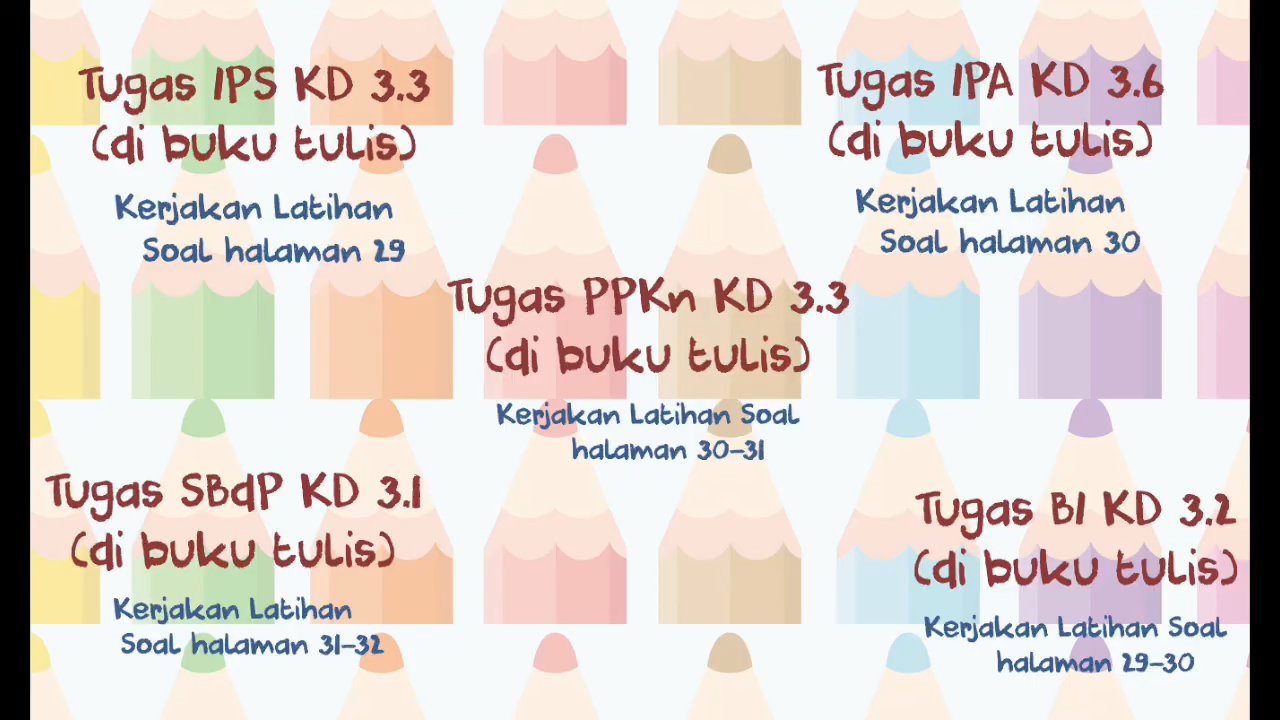 Tugas IPS KD 3.3
(di buku tulis)
Kerjakan Latihan
Soal halaman 29
Tugas IPA KD 3.6
(di buku tulis)
Kerjakan Latihan
Soal halaman 30
Tugas PPKn KD 3.3
(di buku tulis)
Kerjakan Latihan Soal
halaman 30-31
Tugas SBdP KD 3.1
(di buku tulis)
Kerjakan Latihan
Soal halaman 31-32
Tugas BI KD 3.2
(di buku tulis)
Kerjakan Latihan Soal
halaman 29-30